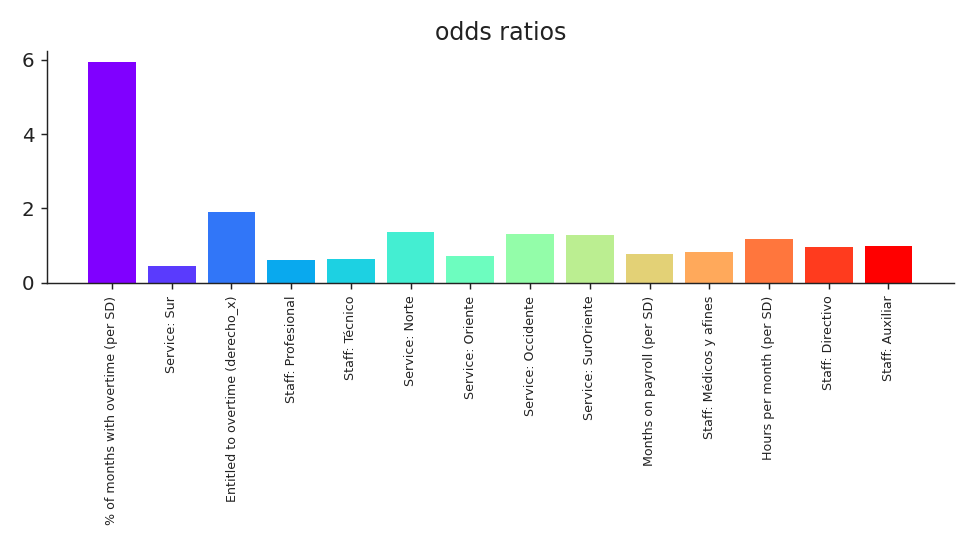 odds ratios
6
4
2
0
% of months with overtime (per SD)
Service: Sur
Entitled to overtime (derecho_x)
Staff: Profesional
Staff: Técnico
Service: Norte
Service: Oriente
Service: Occidente
Service: SurOriente
Months on payroll (per SD)
Staff: Médicos y afines
Hours per month (per SD)
Staff: Directivo
Staff: Auxiliar